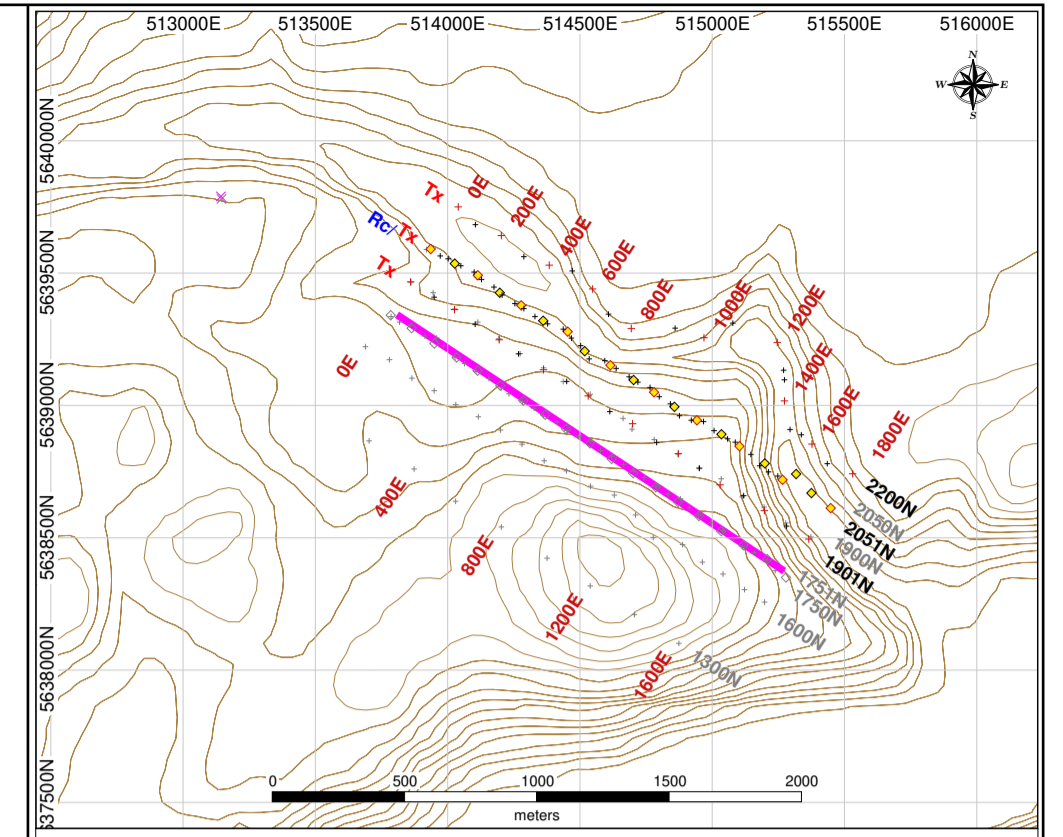 513000E 513500E 514000E 514500E 515000E 515500E 516000E
N
W E
S
5640000N
5639500N
5639000N
5638500N
5638000N
5637500N
Tx 0E
200E
Rc/Tx
400E
Tx
600E
800E
1000E
1200E
0E
1400E
1600E
1800E
400E
2200N
2050N
2051N
800E
1900N
1901N
1751N
1750N
1200E
1600N
1600E
1300N
0 500 1000 1500 2000
meters